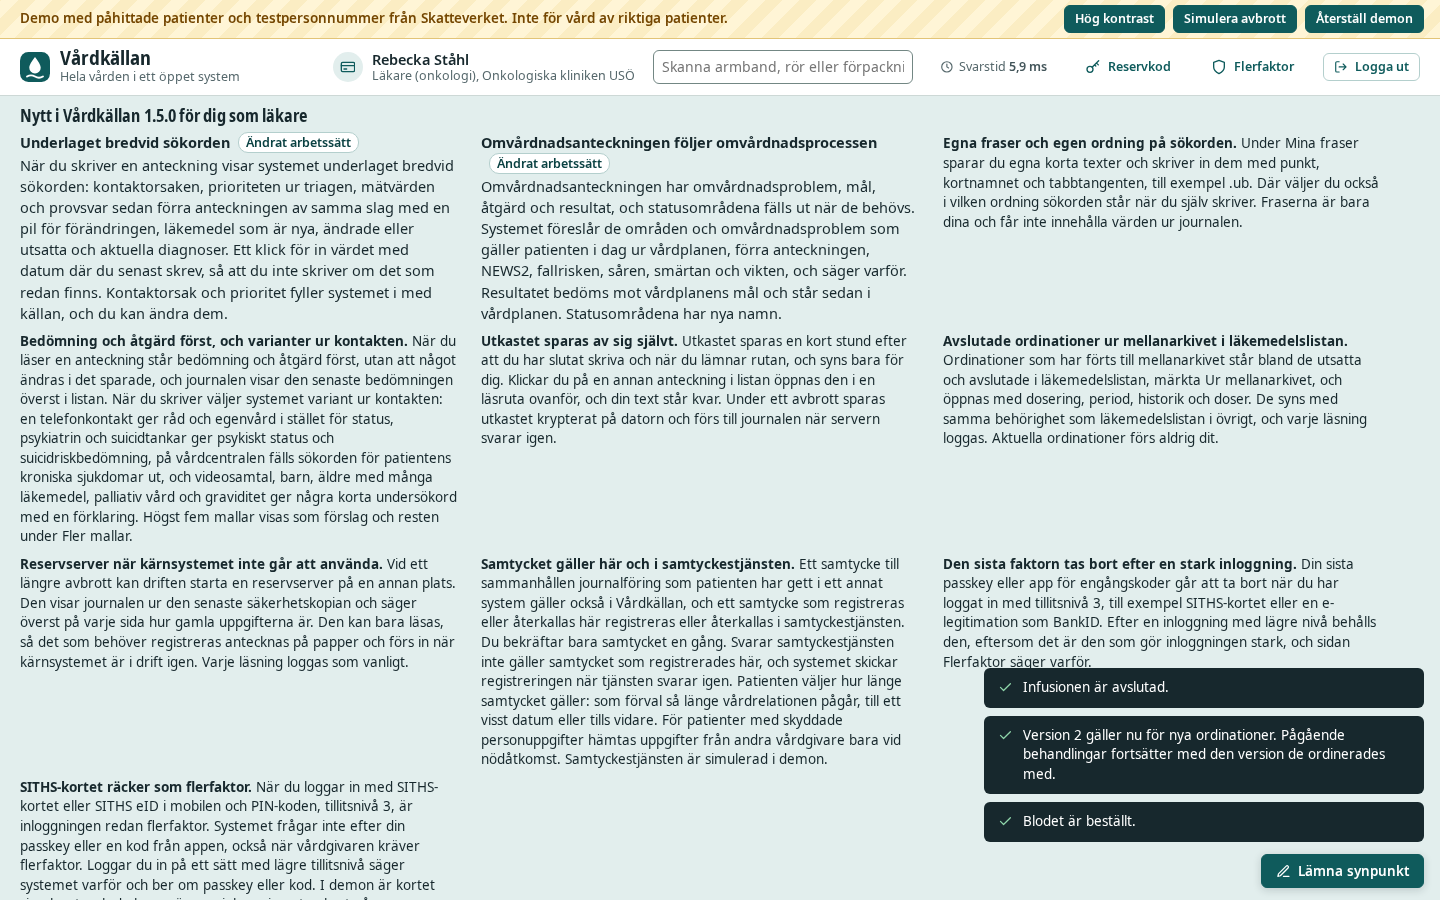 Demo med påhittade patienter och testpersonnummer från Skatteverket. Inte för vård av riktiga patienter.
Hög kontrast
Simulera avbrott
Återställ demon
Vårdkällan
Hela vården i ett öppet system
Rebecka Ståhl
Läkare (onkologi), Onkologiska kliniken USÖ
Skanna armband, rör eller förpackni
Svarstid 5,9 ms
Reservkod
Flerfaktor
Logga ut
Nytt i Vårdkällan 1.5.0 för dig som läkare
Underlaget bredvid sökorden Ändrat arbetssätt
När du skriver en anteckning visar systemet underlaget bredvid
sökorden: kontaktorsaken, prioriteten ur triagen, mätvärden
och provsvar sedan förra anteckningen av samma slag med en
pil för förändringen, läkemedel som är nya, ändrade eller
utsatta och aktuella diagnoser. Ett klick för in värdet med
datum där du senast skrev, så att du inte skriver om det som
redan finns. Kontaktorsak och prioritet fyller systemet i med
källan, och du kan ändra dem.
Omvårdnadsanteckningen följer omvårdnadsprocessen
Ändrat arbetssätt
Omvårdnadsanteckningen har omvårdnadsproblem, mål,
åtgärd och resultat, och statusområdena fälls ut när de behövs.
Systemet föreslår de områden och omvårdnadsproblem som
gäller patienten i dag ur vårdplanen, förra anteckningen,
NEWS2, fallrisken, såren, smärtan och vikten, och säger varför.
Resultatet bedöms mot vårdplanens mål och står sedan i
vårdplanen. Statusområdena har nya namn.
Egna fraser och egen ordning på sökorden. Under Mina fraser
sparar du egna korta texter och skriver in dem med punkt,
kortnamnet och tabbtangenten, till exempel .ub. Där väljer du också
i vilken ordning sökorden står när du själv skriver. Fraserna är bara
dina och får inte innehålla värden ur journalen.
Bedömning och åtgärd först, och varianter ur kontakten. När du
läser en anteckning står bedömning och åtgärd först, utan att något
ändras i det sparade, och journalen visar den senaste bedömningen
överst i listan. När du skriver väljer systemet variant ur kontakten:
en telefonkontakt ger råd och egenvård i stället för status,
psykiatrin och suicidtankar ger psykiskt status och
suicidriskbedömning, på vårdcentralen fälls sökorden för patientens
kroniska sjukdomar ut, och videosamtal, barn, äldre med många
läkemedel, palliativ vård och graviditet ger några korta undersökord
med en förklaring. Högst fem mallar visas som förslag och resten
under Fler mallar.
Utkastet sparas av sig självt. Utkastet sparas en kort stund efter
att du har slutat skriva och när du lämnar rutan, och syns bara för
dig. Klickar du på en annan anteckning i listan öppnas den i en
läsruta ovanför, och din text står kvar. Under ett avbrott sparas
utkastet krypterat på datorn och förs till journalen när servern
svarar igen.
Avslutade ordinationer ur mellanarkivet i läkemedelslistan.
Ordinationer som har förts till mellanarkivet står bland de utsatta
och avslutade i läkemedelslistan, märkta Ur mellanarkivet, och
öppnas med dosering, period, historik och doser. De syns med
samma behörighet som läkemedelslistan i övrigt, och varje läsning
loggas. Aktuella ordinationer förs aldrig dit.
Reservserver när kärnsystemet inte går att använda. Vid ett
längre avbrott kan driften starta en reservserver på en annan plats.
Den visar journalen ur den senaste säkerhetskopian och säger
överst på varje sida hur gamla uppgifterna är. Den kan bara läsas,
så det som behöver registreras antecknas på papper och förs in när
kärnsystemet är i drift igen. Varje läsning loggas som vanligt.
Samtycket gäller här och i samtyckestjänsten. Ett samtycke till
sammanhållen journalföring som patienten har gett i ett annat
system gäller också i Vårdkällan, och ett samtycke som registreras
eller återkallas här registreras eller återkallas i samtyckestjänsten.
Du bekräftar bara samtycket en gång. Svarar samtyckestjänsten
inte gäller samtycket som registrerades här, och systemet skickar
registreringen när tjänsten svarar igen. Patienten väljer hur länge
samtycket gäller: som förval så länge vårdrelationen pågår, till ett
visst datum eller tills vidare. För patienter med skyddade
personuppgifter hämtas uppgifter från andra vårdgivare bara vid
nödåtkomst. Samtyckestjänsten är simulerad i demon.
Den sista faktorn tas bort efter en stark inloggning. Din sista
passkey eller app för engångskoder går att ta bort när du har
loggat in med tillitsnivå 3, till exempel SITHS-kortet eller en e-
legitimation som BankID. Efter en inloggning med lägre nivå behålls
den, eftersom det är den som gör inloggningen stark, och sidan
Flerfaktor säger varför.
SITHS-kortet räcker som flerfaktor. När du loggar in med SITHS-
kortet eller SITHS eID i mobilen och PIN-koden, tillitsnivå 3, är
inloggningen redan flerfaktor. Systemet frågar inte efter din
passkey eller en kod från appen, också när vårdgivaren kräver
flerfaktor. Loggar du in på ett sätt med lägre tillitsnivå säger
systemet varför och ber om passkey eller kod. I demon är kortet
Infusionen är avslutad.
Version 2 gäller nu för nya ordinationer. Pågående
behandlingar fortsätter med den version de ordinerades
med.
Blodet är beställt.
Lämna synpunkt